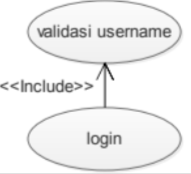 validasi username
<<Include>>
login